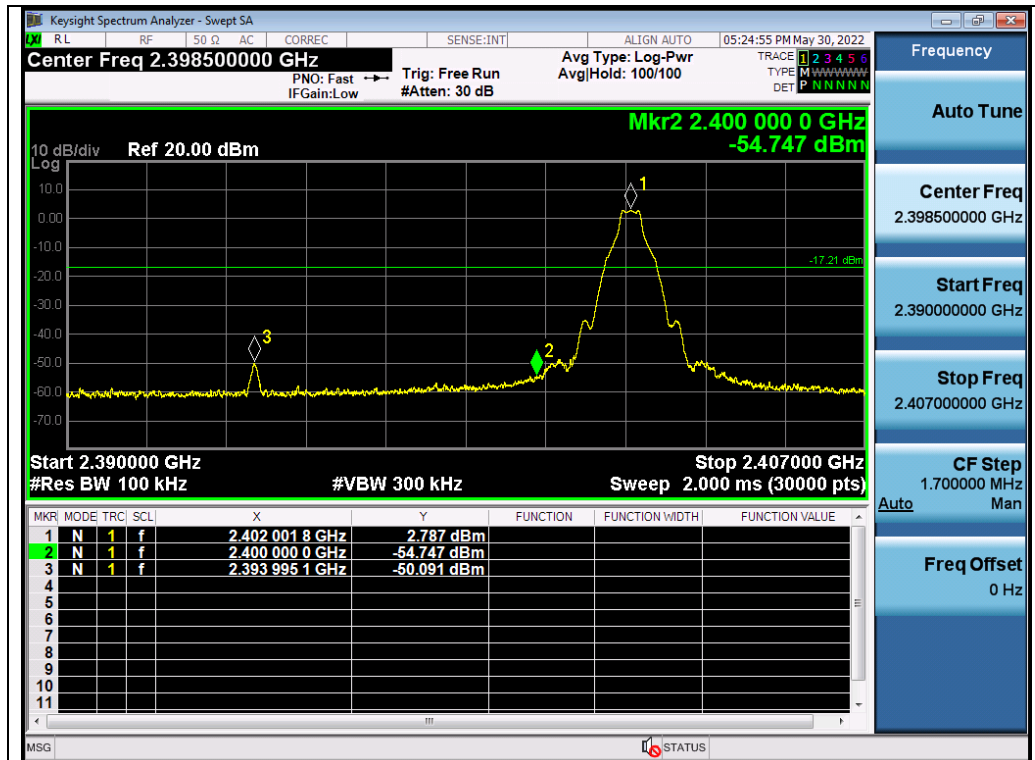 Keysight Spectrum Analyzer - Swept SA
LXI RL RF 50 Ω AC CORREC SENSE:INT ALIGN AUTO 05:24:55 PM May 30, 2022
Center Freq 2.398500000 GHz
PNO: Fast
IFGain:Low
Trig: Free Run
#Atten: 30 dB
Avg Type: Log-Pwr
Avg|Hold: 100/100
TRACE 1 2 3 4 5 6
TYPE M WWWWW
DET P N N N N N
Mkr2 2.400 000 0 GHz
-54.747 dBm
10 dB/div Ref 20.00 dBm
Log
10.0
0.00
-10.0
-20.0
-30.0
-40.0
-50.0
-60.0
-70.0
1
-17.21 dBm
3
2
Start 2.390000 GHz Stop 2.407000 GHz
#Res BW 100 kHz #VBW 300 kHz Sweep 2.000 ms (30000 pts)
MKR MODE TRC SCL X Y FUNCTION FUNCTION WIDTH FUNCTION VALUE
1 N 1 f 2.402 001 8 GHz 2.787 dBm
2 N 1 f 2.400 000 0 GHz -54.747 dBm
3 N 1 f 2.393 995 1 GHz -50.091 dBm
4
5
6
7
8
9
10
11
MSG STATUS
Frequency
Auto Tune
Center Freq
2.398500000 GHz
Start Freq
2.390000000 GHz
Stop Freq
2.407000000 GHz
CF Step
1.700000 MHz
Auto Man
Freq Offset
0 Hz